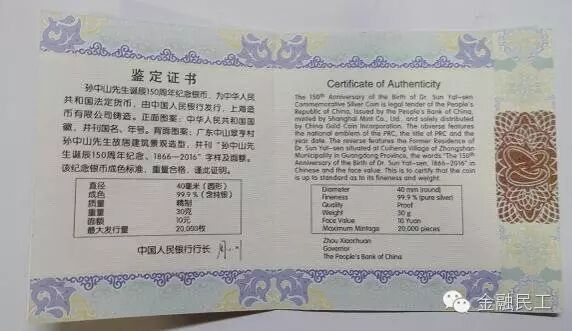 鉴定证书
孙中山先生诞辰150周年纪念银币，为中华人民
共和国法定货币，由中国人民银行发行，上海造
币有限公司铸造。正面图案：中华人民共和国国
徽，并刊国名、年号。背面图案：广东中山翠亨村
孙中山先生故居建筑景观造型，并刊“孙中山先
生诞辰150周年纪念、1866—2016”字样及面额。
该纪念银币成色标准，重量合格，谨此证明。
直径 40毫米（圆形）
成色 99.9%（含纯银）
质量 精制
重量 30克
面额 10元
最大发行量 20,000枚
中国人民银行行长
Certificate of Authenticity
The 150th Anniversary of the Birth of Dr. Sun Yat-sen
Commemorative Silver Coin is legal tender of the People's
Republic of China, issued by the People's Bank of China,
minted by Shanghai Mint Co., Ltd., and solely distributed
by China Gold Coin Incorporation. The obverse features
the national emblem of the PRC, the title of PRC and the
year date. The reverse features the Former Residence of
Dr. Sun Yat-sen situated at Cuiheng Village of Zhongshan
Municipality in Guangdong Province, the words "The 150th
Anniversary of the Birth of Dr. Sun Yat-sen, 1866-2016" in
Chinese and the face value. This is to certify that the coin
is up to standard as to its fineness and weight.
Diameter 40 mm (round)
Fineness 99.9% (pure silver)
Quality Proof
Weight 30 g
Face Value 10 Yuan
Maximum Mintage 20,000 pieces
Zhou Xiaochuan
Governor
The People's Bank of China
金融民工